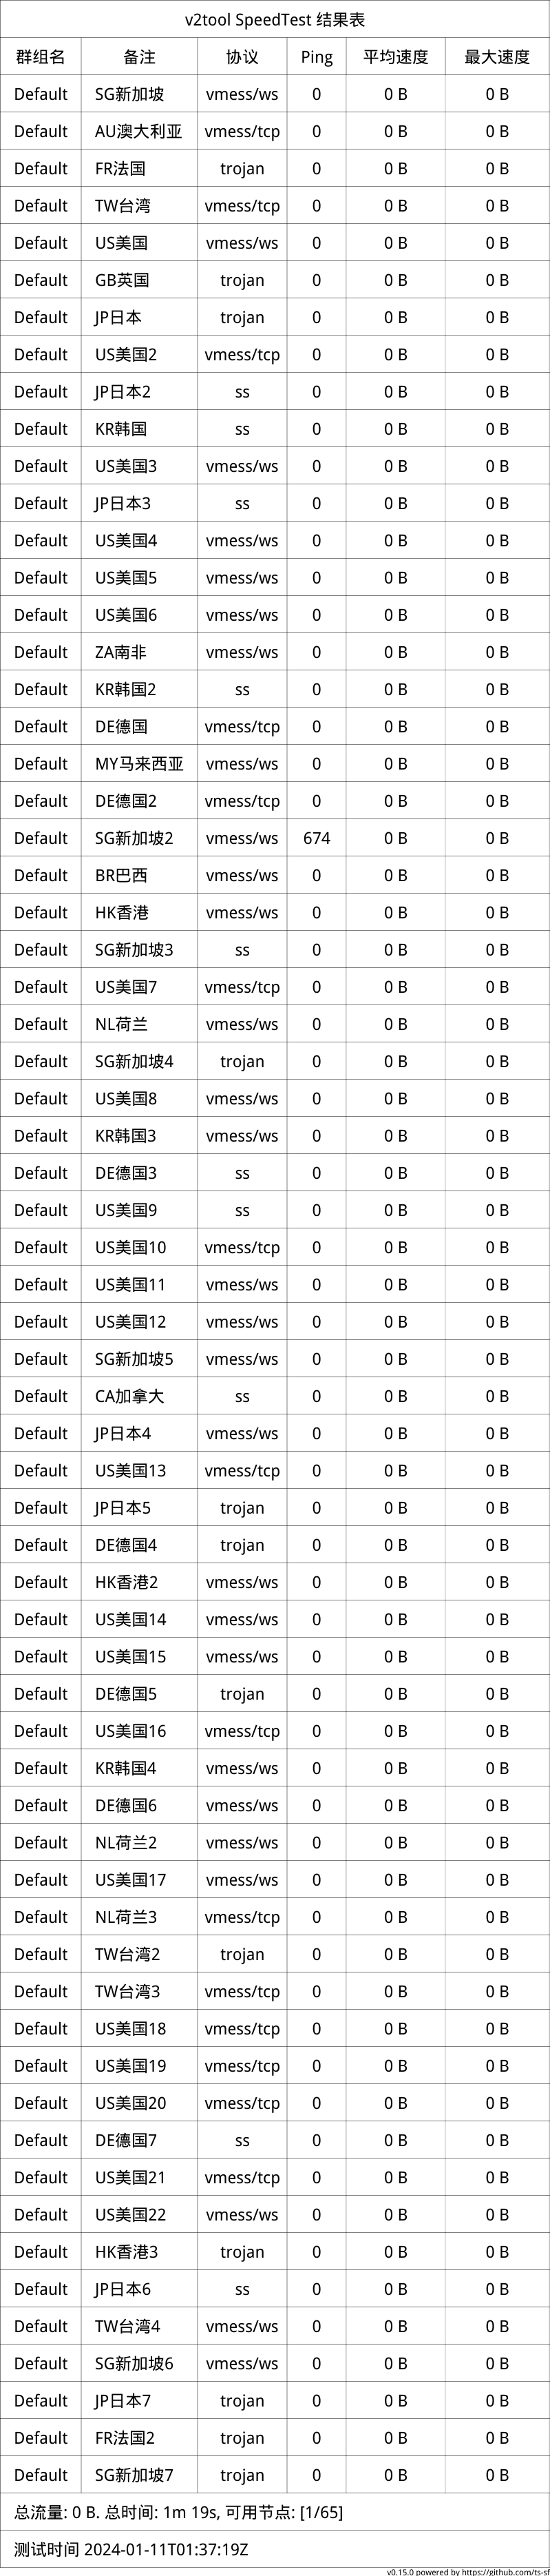 v2tool SpeedTest 结果表
群组名 备注 协议 Ping 平均速度 最大速度
Default SG新加坡 vmess/ws 0 0 B 0 B
Default AU澳大利亚 vmess/tcp 0 0 B 0 B
Default FR法国 trojan 0 0 B 0 B
Default TW台湾 vmess/tcp 0 0 B 0 B
Default US美国 vmess/ws 0 0 B 0 B
Default GB英国 trojan 0 0 B 0 B
Default JP日本 trojan 0 0 B 0 B
Default US美国2 vmess/tcp 0 0 B 0 B
Default JP日本2 ss 0 0 B 0 B
Default KR韩国 ss 0 0 B 0 B
Default US美国3 vmess/ws 0 0 B 0 B
Default JP日本3 ss 0 0 B 0 B
Default US美国4 vmess/ws 0 0 B 0 B
Default US美国5 vmess/ws 0 0 B 0 B
Default US美国6 vmess/ws 0 0 B 0 B
Default ZA南非 vmess/ws 0 0 B 0 B
Default KR韩国2 ss 0 0 B 0 B
Default DE德国 vmess/tcp 0 0 B 0 B
Default MY马来西亚 vmess/ws 0 0 B 0 B
Default DE德国2 vmess/tcp 0 0 B 0 B
Default SG新加坡2 vmess/ws 674 0 B 0 B
Default BR巴西 vmess/ws 0 0 B 0 B
Default HK香港 vmess/ws 0 0 B 0 B
Default SG新加坡3 ss 0 0 B 0 B
Default US美国7 vmess/tcp 0 0 B 0 B
Default NL荷兰 vmess/ws 0 0 B 0 B
Default SG新加坡4 trojan 0 0 B 0 B
Default US美国8 vmess/ws 0 0 B 0 B
Default KR韩国3 vmess/ws 0 0 B 0 B
Default DE德国3 ss 0 0 B 0 B
Default US美国9 ss 0 0 B 0 B
Default US美国10 vmess/tcp 0 0 B 0 B
Default US美国11 vmess/ws 0 0 B 0 B
Default US美国12 vmess/ws 0 0 B 0 B
Default SG新加坡5 vmess/ws 0 0 B 0 B
Default CA加拿大 ss 0 0 B 0 B
Default JP日本4 vmess/ws 0 0 B 0 B
Default US美国13 vmess/tcp 0 0 B 0 B
Default JP日本5 trojan 0 0 B 0 B
Default DE德国4 trojan 0 0 B 0 B
Default HK香港2 vmess/ws 0 0 B 0 B
Default US美国14 vmess/ws 0 0 B 0 B
Default US美国15 vmess/ws 0 0 B 0 B
Default DE德国5 trojan 0 0 B 0 B
Default US美国16 vmess/tcp 0 0 B 0 B
Default KR韩国4 vmess/ws 0 0 B 0 B
Default DE德国6 vmess/ws 0 0 B 0 B
Default NL荷兰2 vmess/ws 0 0 B 0 B
Default US美国17 vmess/ws 0 0 B 0 B
Default NL荷兰3 vmess/tcp 0 0 B 0 B
Default TW台湾2 trojan 0 0 B 0 B
Default TW台湾3 vmess/tcp 0 0 B 0 B
Default US美国18 vmess/tcp 0 0 B 0 B
Default US美国19 vmess/tcp 0 0 B 0 B
Default US美国20 vmess/tcp 0 0 B 0 B
Default DE德国7 ss 0 0 B 0 B
Default US美国21 vmess/tcp 0 0 B 0 B
Default US美国22 vmess/ws 0 0 B 0 B
Default HK香港3 trojan 0 0 B 0 B
Default JP日本6 ss 0 0 B 0 B
Default TW台湾4 vmess/ws 0 0 B 0 B
Default SG新加坡6 vmess/ws 0 0 B 0 B
Default JP日本7 trojan 0 0 B 0 B
Default FR法国2 trojan 0 0 B 0 B
Default SG新加坡7 trojan 0 0 B 0 B
总流量: 0 B. 总时间: 1m 19s, 可用节点: [1/65]
测试时间 2024-01-11T01:37:19Z
v0.15.0 powered by https://github.com/ts-sf